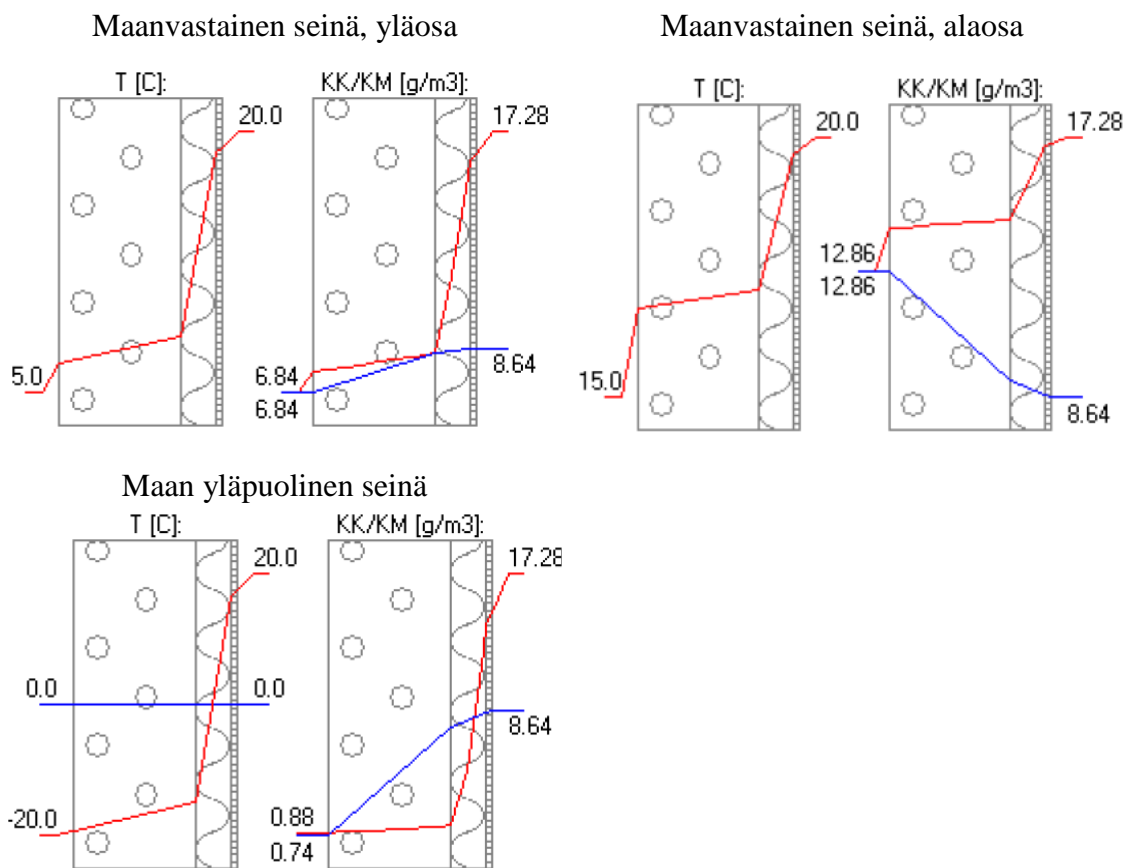 Maanvastainen seinä, yläosa
T [C]:
KK/KM [g/m3]:
20.0
17.28
5.0
6.84
6.84
8.64
Maanvastainen seinä, alaosa
T [C]:
KK/KM [g/m3]:
20.0
17.28
12.86
12.86
15.0
8.64
Maan yläpuolinen seinä
T [C]:
KK/KM [g/m3]:
20.0
17.28
0.0
0.0
8.64
-20.0
0.88
0.74